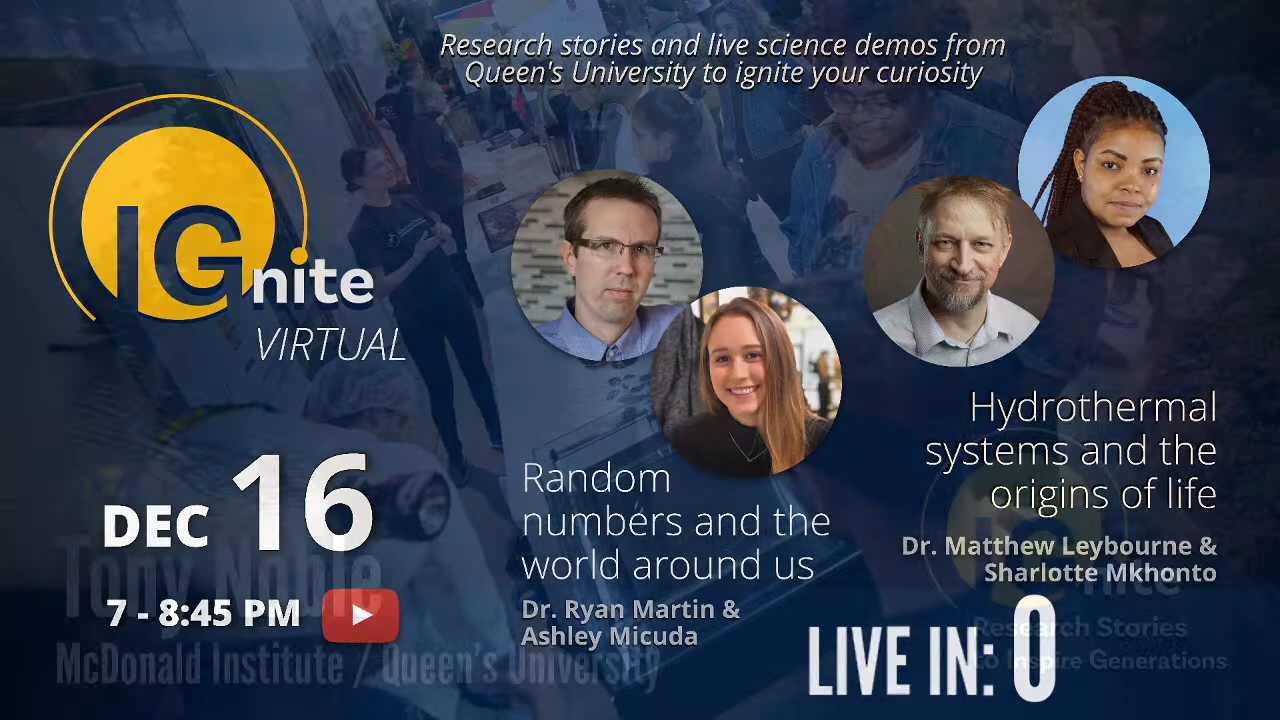 Research stories and live science demos from
Queen's University to ignite your curiosity
IGnite
VIRTUAL
DEC 16
7 - 8:45 PM
Random
numbers and the
world around us
Dr. Ryan Martin &
Ashley Micuda
Hydrothermal
systems and the
origins of life
Dr. Matthew Leybourne &
Sharlotte Mkhonto
LIVE IN: 0
Tony Noble
McDonald Institute / Queen's University
IGnite
Research Stories
to Inspire Generations